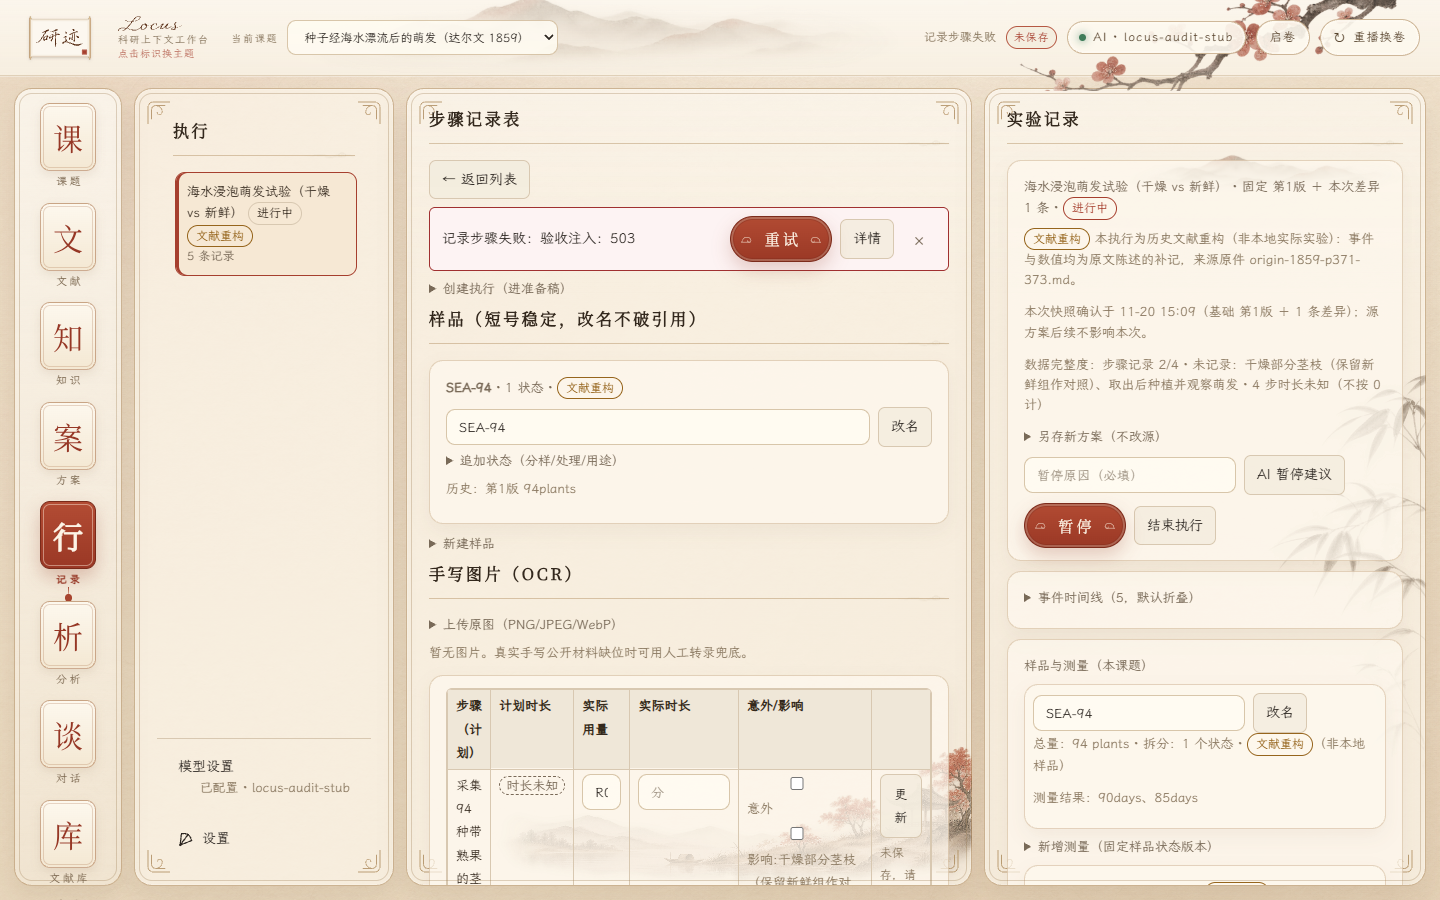 研迹
Locus
科研上下文工作台
点击标识换主题
当前课题
种子经海水漂流后的萌发（达尔文 1859）
记录步骤失败
未保存
AI · locus-audit-stub
启卷
↻ 重播换卷
课
课题
文
文献
知
知识
案
方案
行
记录
析
分析
谈
对话
库
文献库
执行
海水浸泡萌发试验（干燥
vs 新鲜） 进行中
文献重构
5 条记录
模型设置
已配置 · locus-audit-stub
设置
步骤记录表
← 返回列表
记录步骤失败：验收注入：503
重试
详情
×
▶ 创建执行（进准备稿）
样品（短号稳定，改名不破引用）
SEA-94 · 1 状态 · 文献重构
SEA-94
改名
▶ 追加状态（分样/处理/用途）
历史：第1版 94plants
▶ 新建样品
手写图片（OCR）
▶ 上传原图（PNG/JPEG/WebP）
暂无图片。真实手写公开材料缺位时可用人工转录兜底。
步骤
（计
划）
计划时长
实际
用量
实际时长
意外/影响
采集
94
种带
熟果
的茎
时长未知
分
意外
影响:干燥部分茎枝
（保留新鲜组作对
更
新
未保
存，请
实验记录
海水浸泡萌发试验（干燥 vs 新鲜） · 固定 第1版 ＋ 本次差异
1 条 · 进行中
文献重构 本执行为历史文献重构（非本地实际实验）：事件
与数值均为原文陈述的补记，来源原件 origin-1859-p371-
373.md。
本次快照确认于 11-20 15:09（基础 第1版 ＋ 1 条差异）；源
方案后续不影响本次。
数据完整度：步骤记录 2/4 · 未记录：干燥部分茎枝（保留新
鲜组作对照）、取出后种植并观察萌发 · 4 步时长未知（不按 0
计）
▶ 另存新方案（不改源）
暂停原因（必填）
AI 暂停建议
暂停
结束执行
▶ 事件时间线（5，默认折叠）
样品与测量（本课题）
SEA-94
改名
总量：94 plants · 拆分：1 个状态 · 文献重构 （非本地
样品）
测量结果：90days、85days
▶ 新增测量（固定样品状态版本）